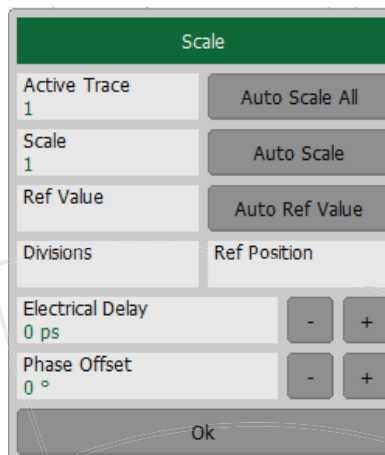 Scale
Active Trace
1
Auto Scale All
Scale
1
Auto Scale
Ref Value
Auto Ref Value
Divisions
Ref Position
Electrical Delay
0 ps
- +
Phase Offset
0 °
- +
Ok